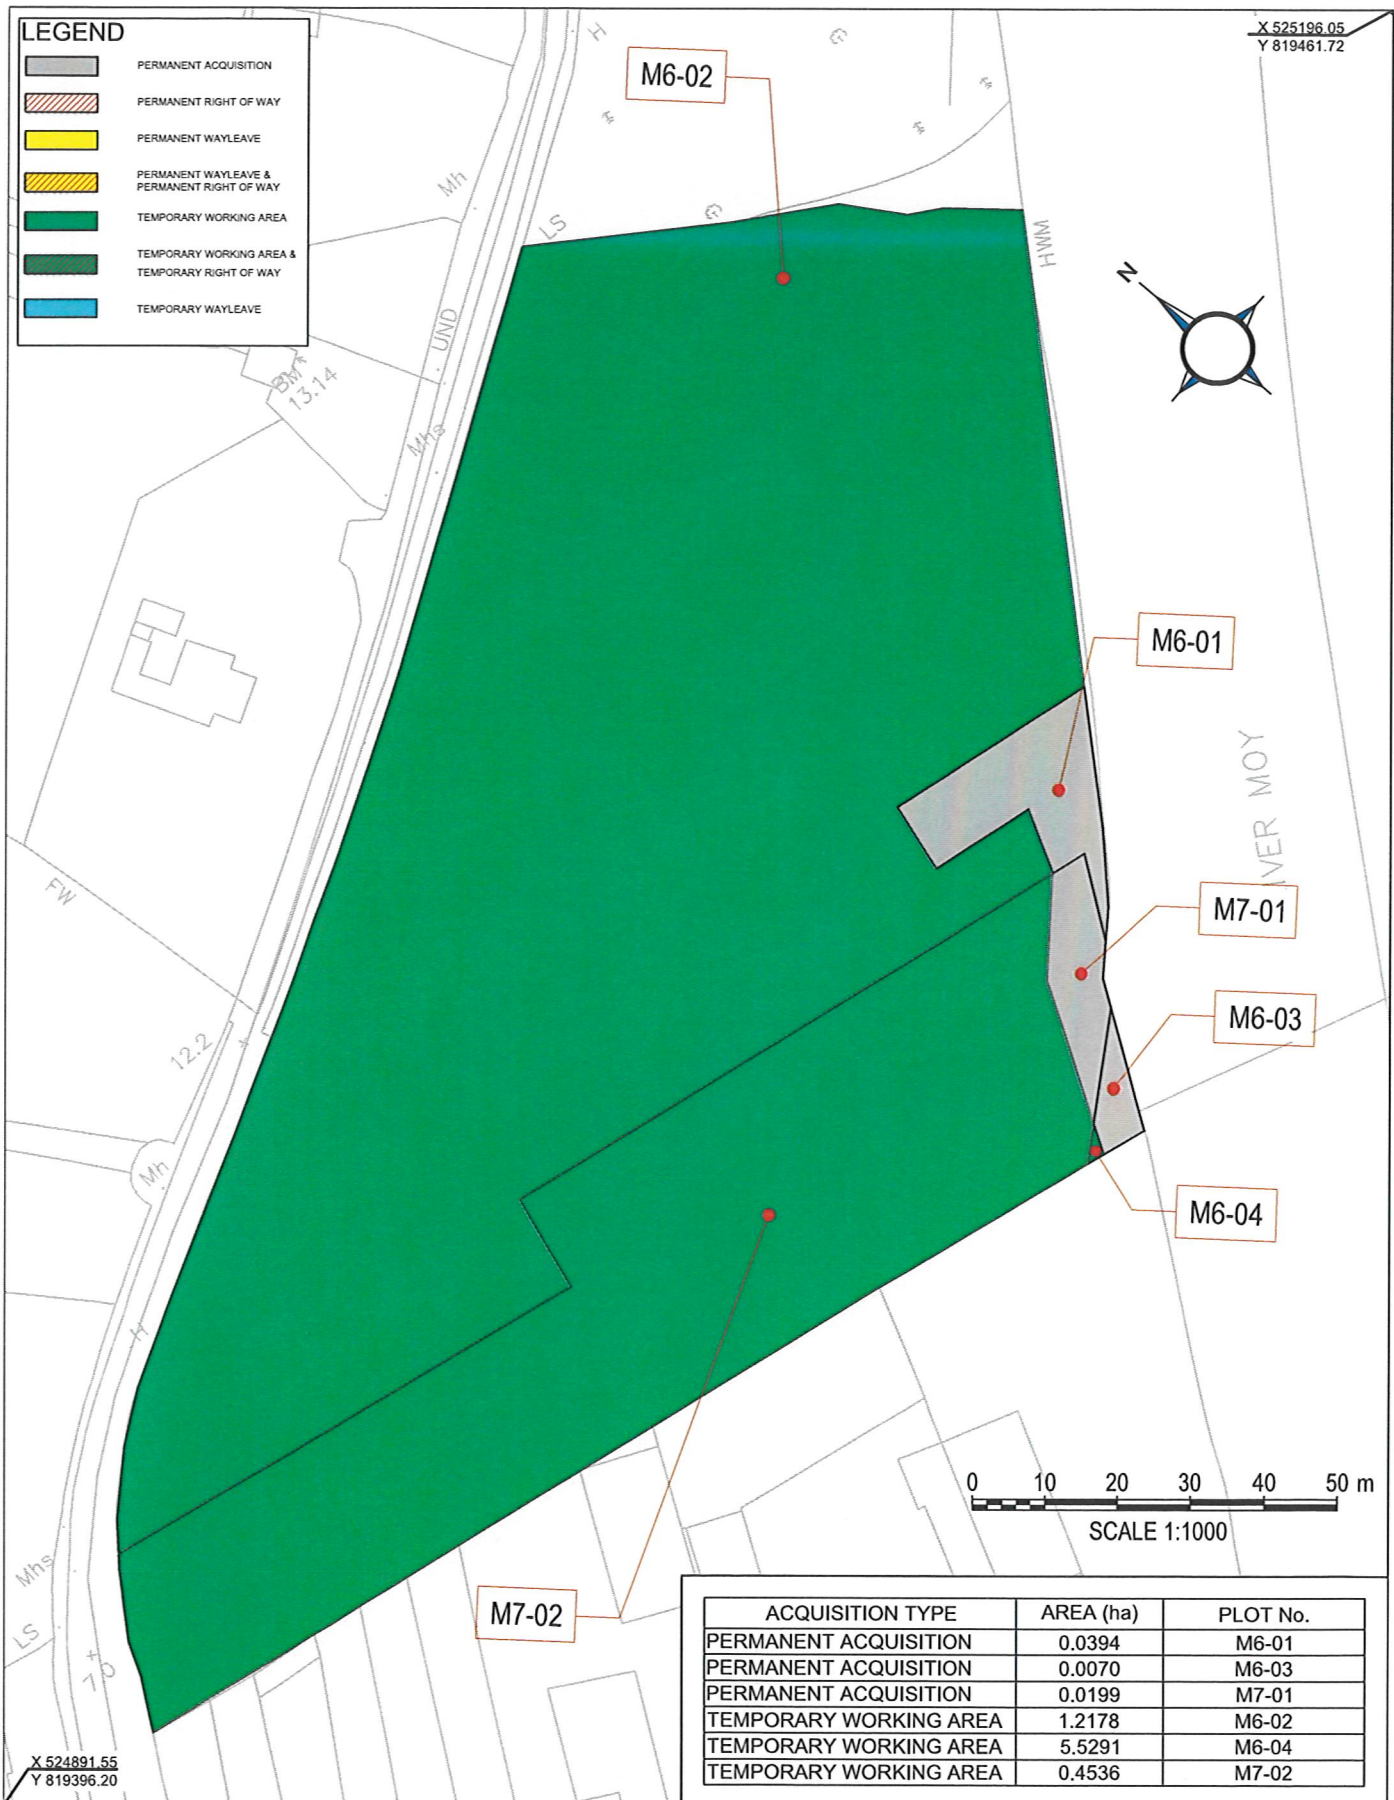 LEGEND
PERMANENT ACQUISITION
PERMANENT RIGHT OF WAY
PERMANENT WAYLEAVE
PERMANENT WAYLEAVE &
PERMANENT RIGHT OF WAY
TEMPORARY WORKING AREA
TEMPORARY WORKING AREA &
TEMPORARY RIGHT OF WAY
TEMPORARY WAYLEAVE
X 525196.05
Y 819461.72
H
M6-02
Mh
LS
HWM
N
UND
BM
13.14
Mhs
M6-01
IVER MOY
FW
M7-01
M6-03
12.2
Mh
M6-04
H
0 10 20 30 40 50 m
SCALE 1:1000
Mhs
LS
7.0
M7-02
ACQUISITION TYPE AREA (ha) PLOT No.
PERMANENT ACQUISITION 0.0394 M6-01
PERMANENT ACQUISITION 0.0070 M6-03
PERMANENT ACQUISITION 0.0199 M7-01
TEMPORARY WORKING AREA 1.2178 M6-02
TEMPORARY WORKING AREA 5.5291 M6-04
TEMPORARY WORKING AREA 0.4536 M7-02
X 524891.55
Y 819396.20